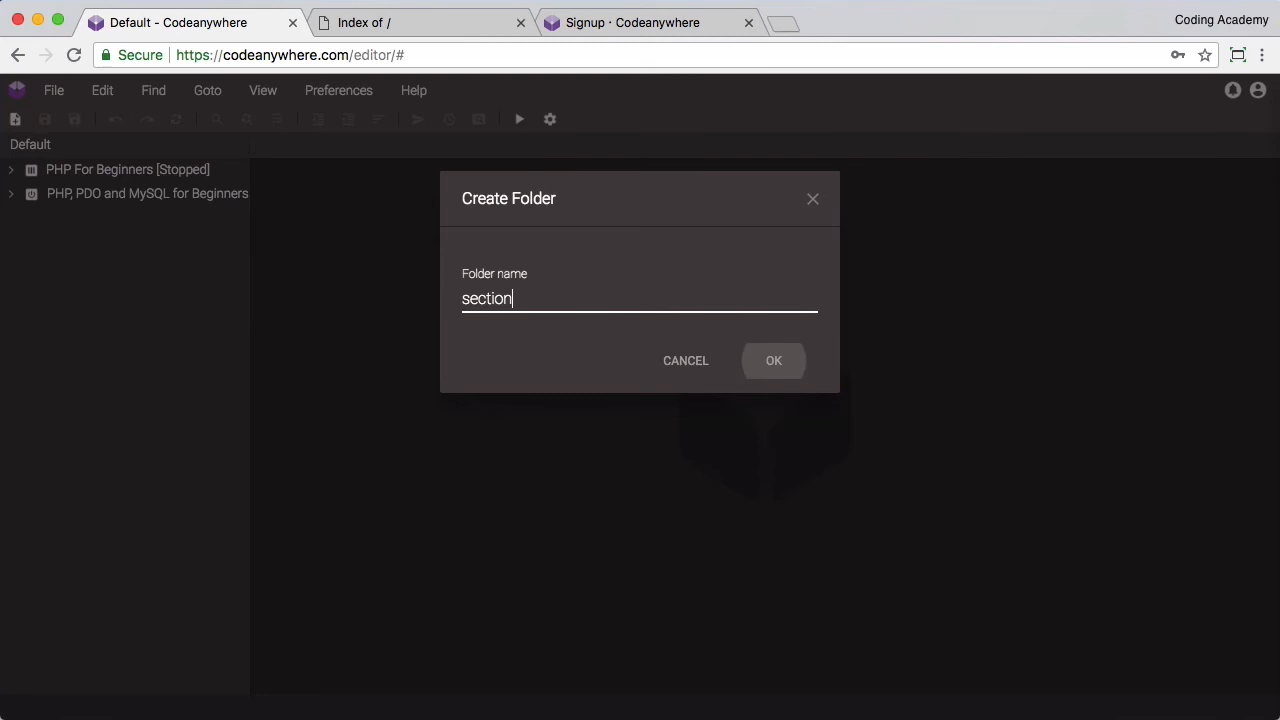 Default - Codeanywhere
Index of /
Signup · Codeanywhere
Coding Academy
Secure
https://codeanywhere.com/editor/#
File Edit Find Goto View Preferences Help
Default
PHP For Beginners [Stopped]
PHP, PDO and MySQL for Beginners
Create Folder
Folder name
section
CANCEL
OK